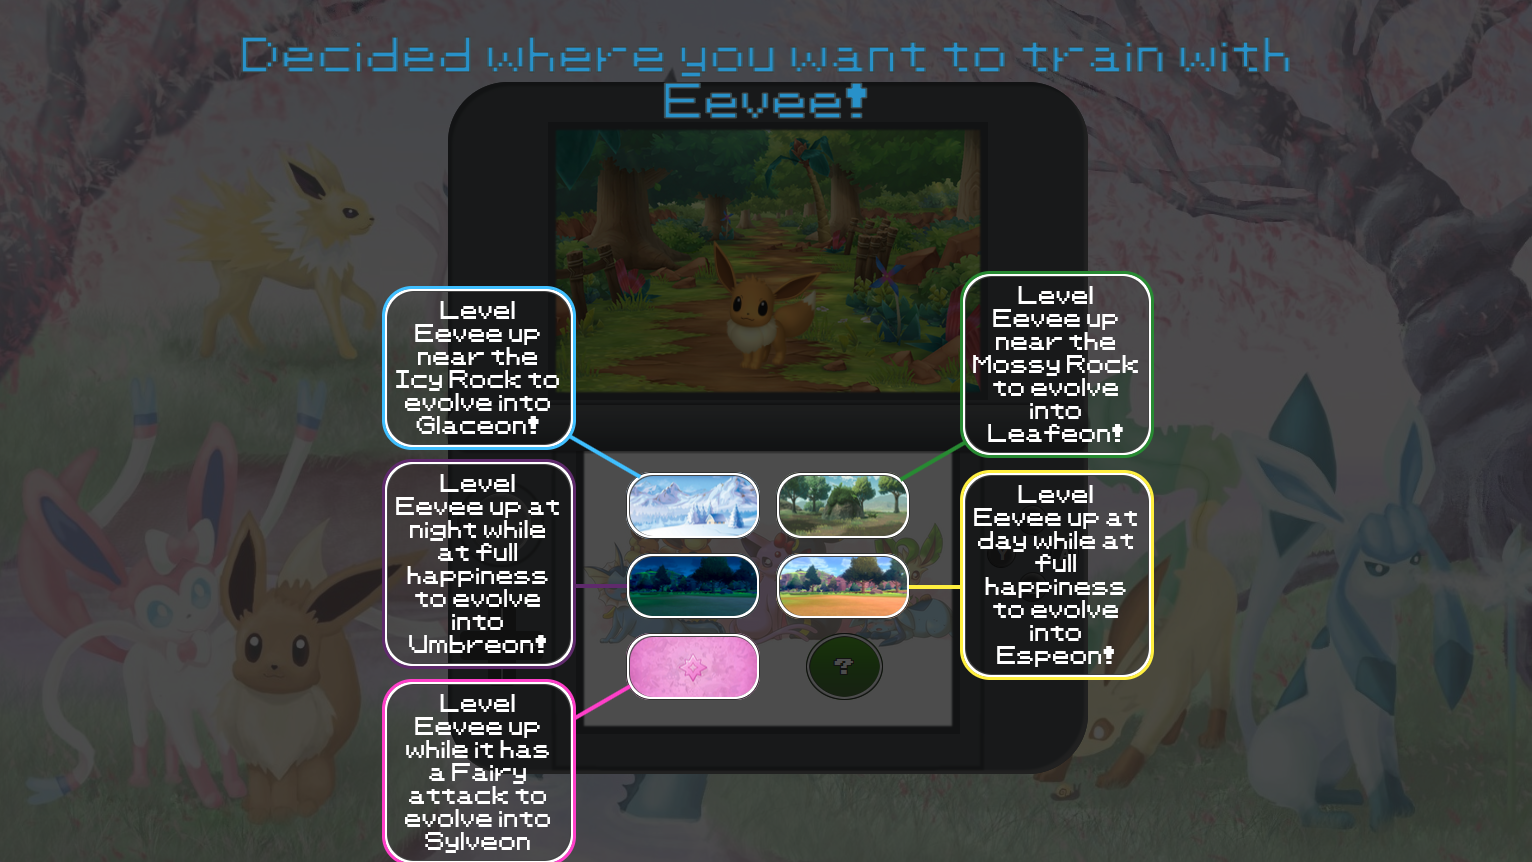 Decided where you want to train with
Eevee!
Level
Eevee up
near the
Icy Rock to
evolve into
Glaceon!
Level
Eevee up
near the
Mossy Rock
to evolve
into
Leafeon!
Level
Eevee up at
night while
at full
happiness
to evolve
into
Umbreon!
Level
Eevee up at
day while at
full
happiness
to evolve
into
Espeon!
?
Level
Eevee up
while it has
a Fairy
attack to
evolve into
Sylveon